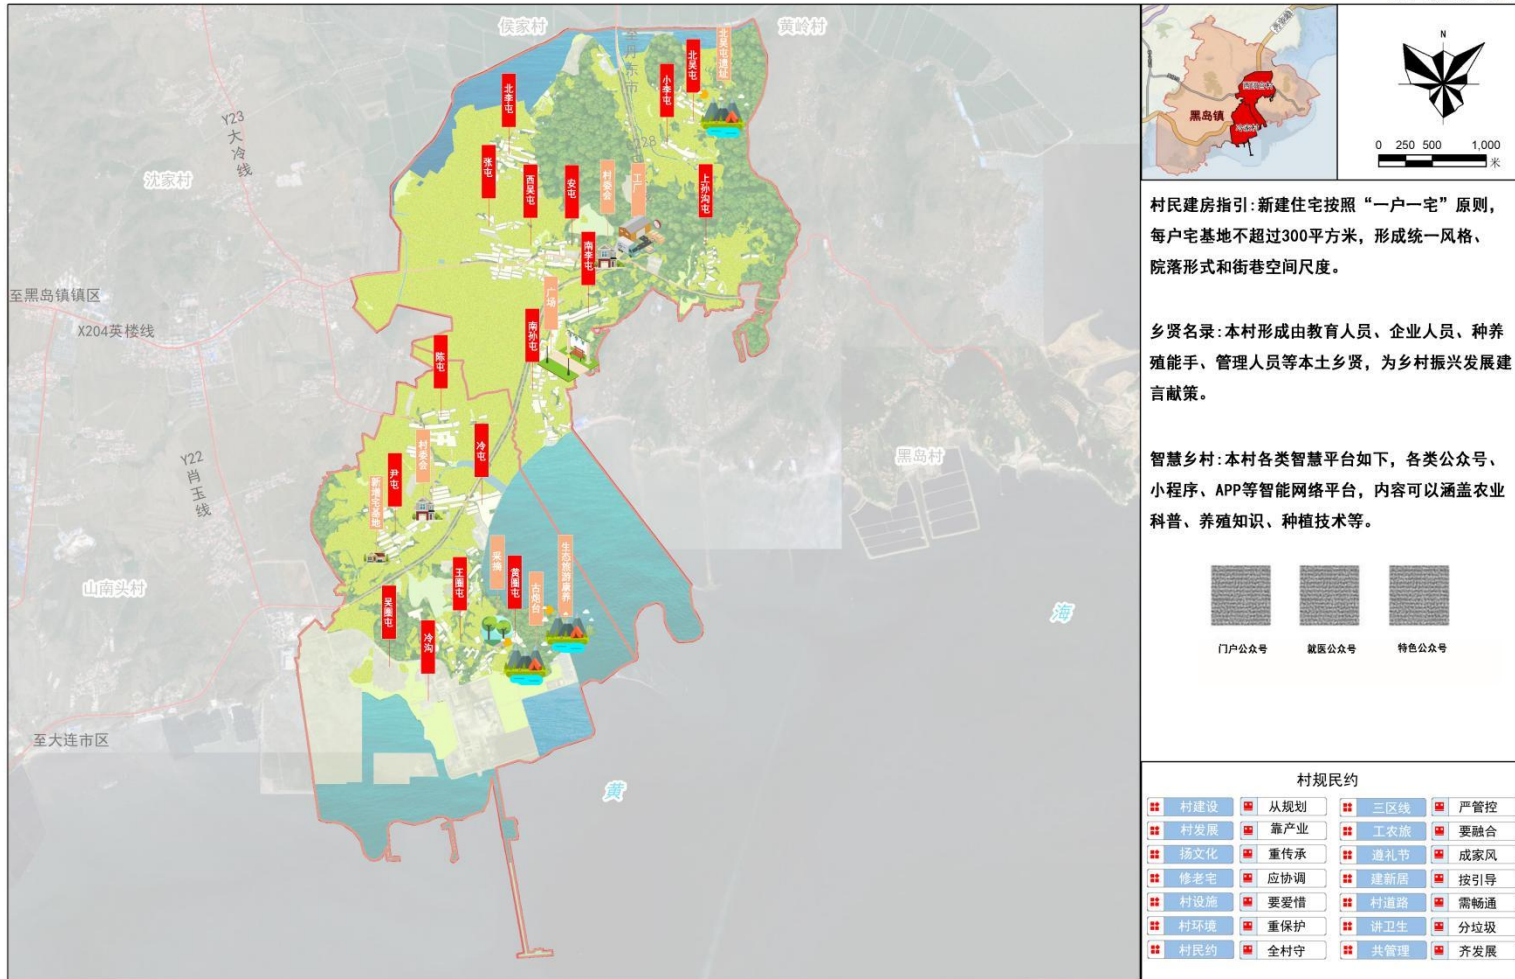 侯家村
黄岭村
至丹东市
北吴屯遗址
北吴屯
小李屯
北李屯
Y23
大冷线
沈家村
张屯
西吴屯
安屯
村委会
工厂
上孙沟屯
南李屯
广场
至黑岛镇镇区
X204英楼线
南孙屯
陈屯
冷屯
村委会
尹屯
新增宅基地
Y22
肖玉线
黑岛村
采摘
生态旅游康养
王圈屯
黄圈屯
古炮台
山南头村
吴圈屯
冷沟
海
至大连市区
黄
黑岛镇
N
0 250 500 1,000
米
村民建房指引:新建住宅按照“一户一宅”原则,
每户宅基地不超过300平方米，形成统一风格、
院落形式和街巷空间尺度。
乡贤名录:本村形成由教育人员、企业人员、种养
殖能手、管理人员等本土乡贤，为乡村振兴发展建
言献策。
智慧乡村:本村各类智慧平台如下，各类公众号、
小程序、APP等智能网络平台，内容可以涵盖农业
科普、养殖知识、种植技术等。
门户公众号 就医公众号 特色公众号
村规民约
村建设 从规划 三区线 严管控
村发展 靠产业 工农旅 要融合
扬文化 重传承 遵礼节 成家风
修老宅 应协调 建新居 按引导
村设施 要爱惜 村道路 需畅通
村环境 重保护 讲卫生 分垃圾
村民约 全村守 共管理 齐发展